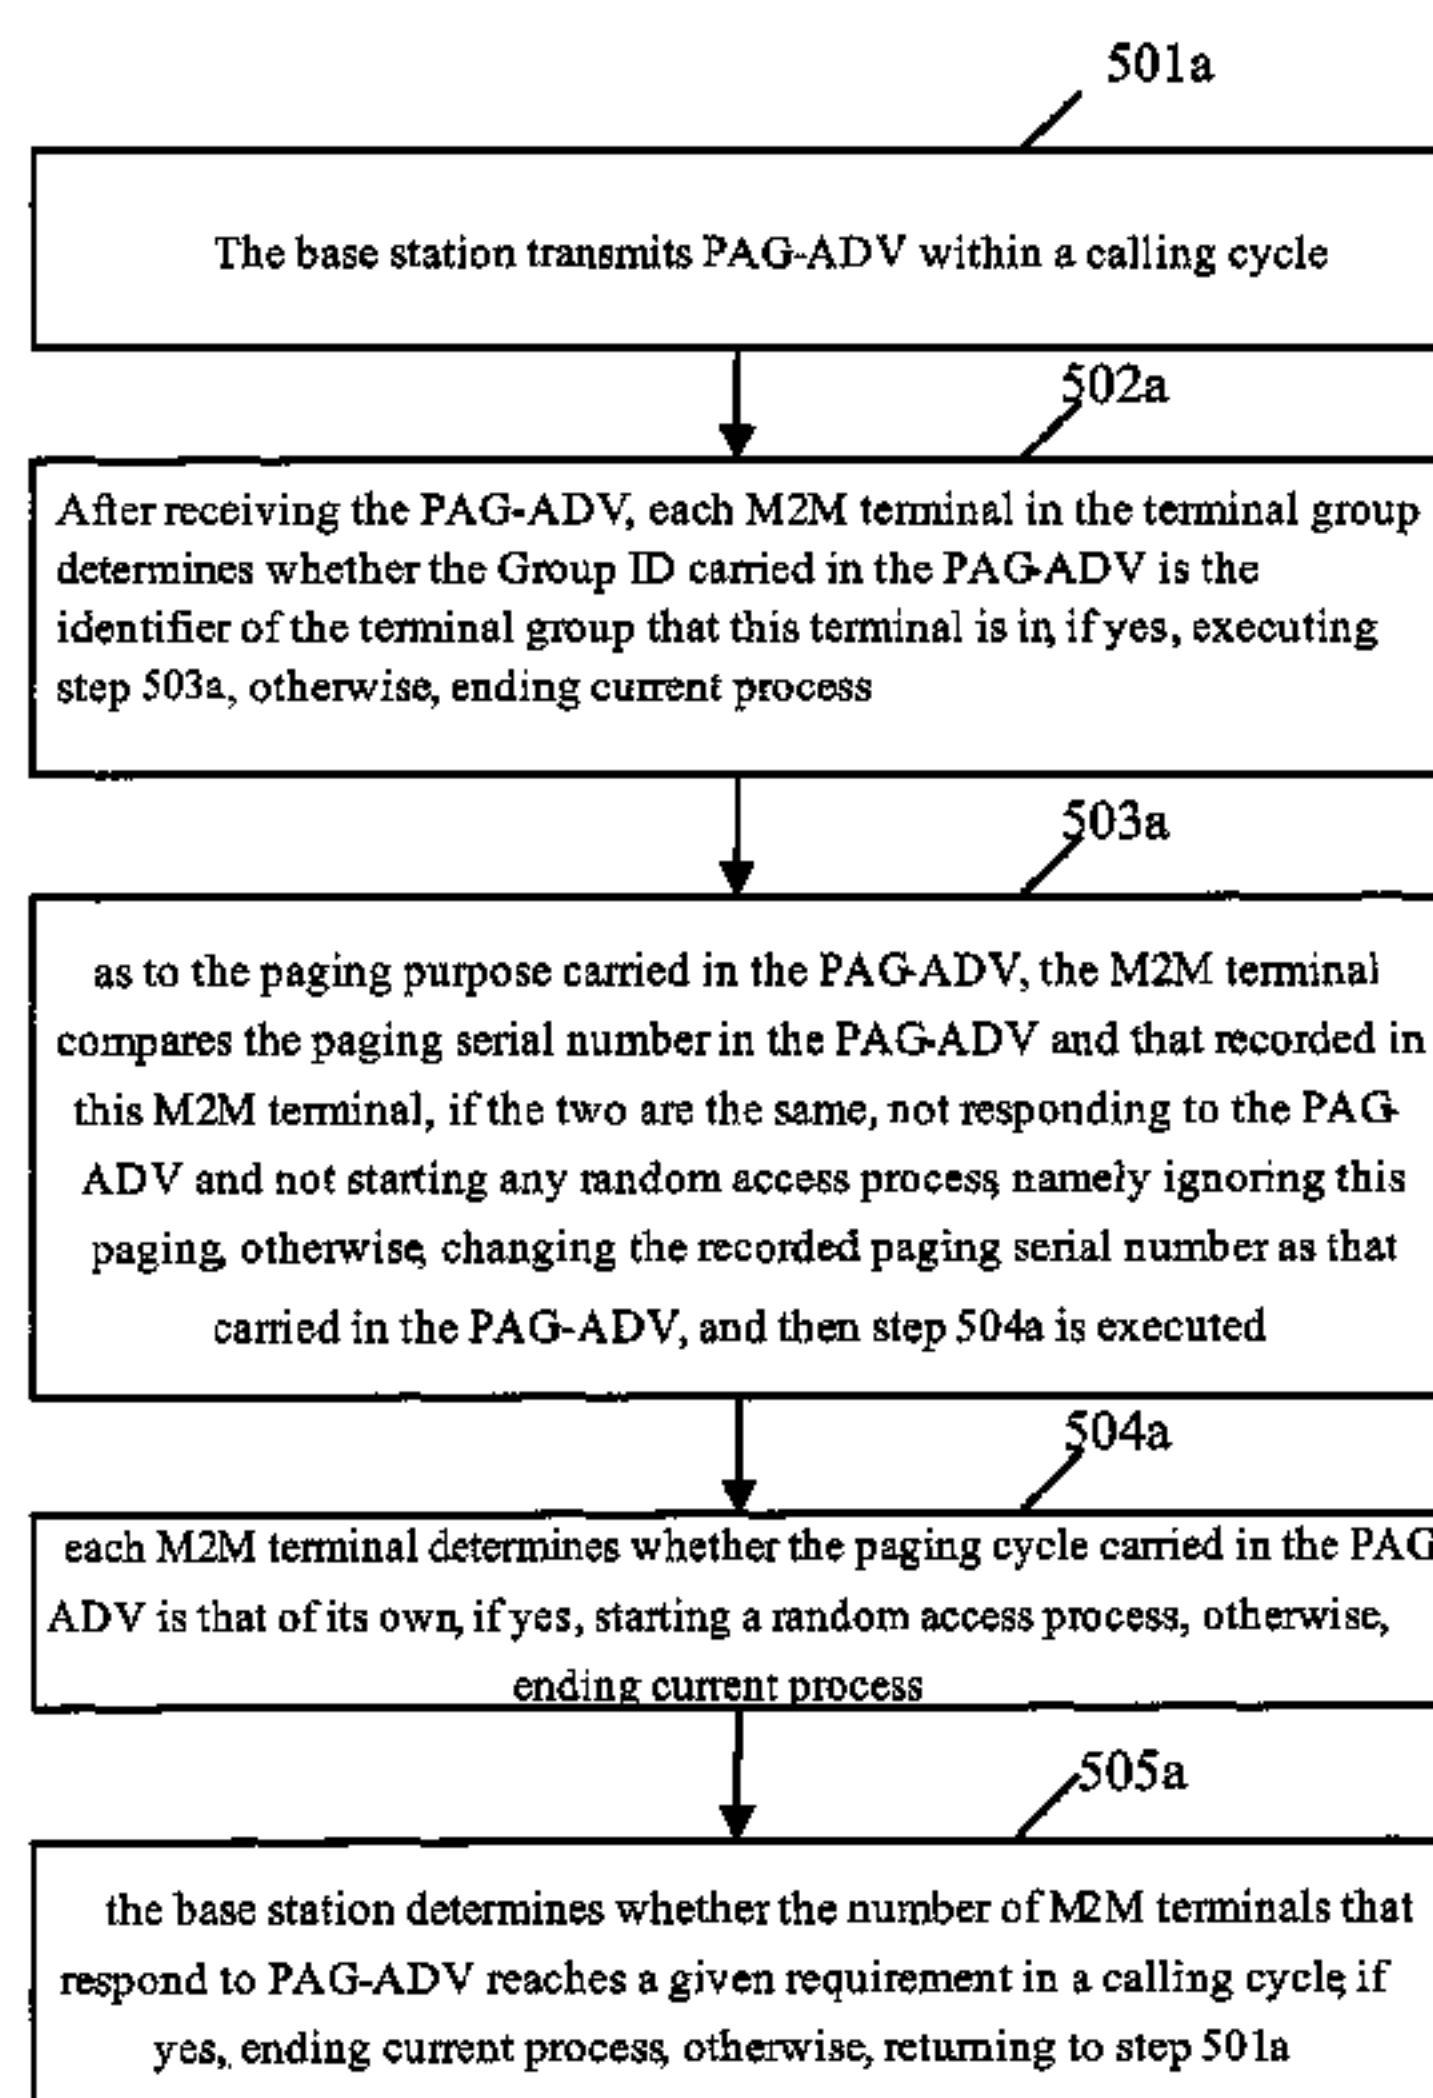 501a
The base station transmits PAG-ADV within a calling cycle
502a
After receiving the PAG-ADV, each M2M terminal in the terminal group
determines whether the Group ID carried in the PAG-ADV is the
identifier of the terminal group that this terminal is in, if yes, executing
step 503a, otherwise, ending current process
503a
as to the paging purpose carried in the PAG-ADV, the M2M terminal
compares the paging serial number in the PAG-ADV and that recorded in
this M2M terminal, if the two are the same, not responding to the PAG-
ADV and not starting any random access process, namely ignoring this
paging, otherwise, changing the recorded paging serial number as that
carried in the PAG-ADV, and then step 504a is executed
504a
each M2M terminal determines whether the paging cycle carried in the PAG
ADV is that of its own, if yes, starting a random access process, otherwise,
ending current process
505a
the base station determines whether the number of M2M terminals that
respond to PAG-ADV reaches a given requirement in a calling cycle, if
yes, ending current process, otherwise, returning to step 501a